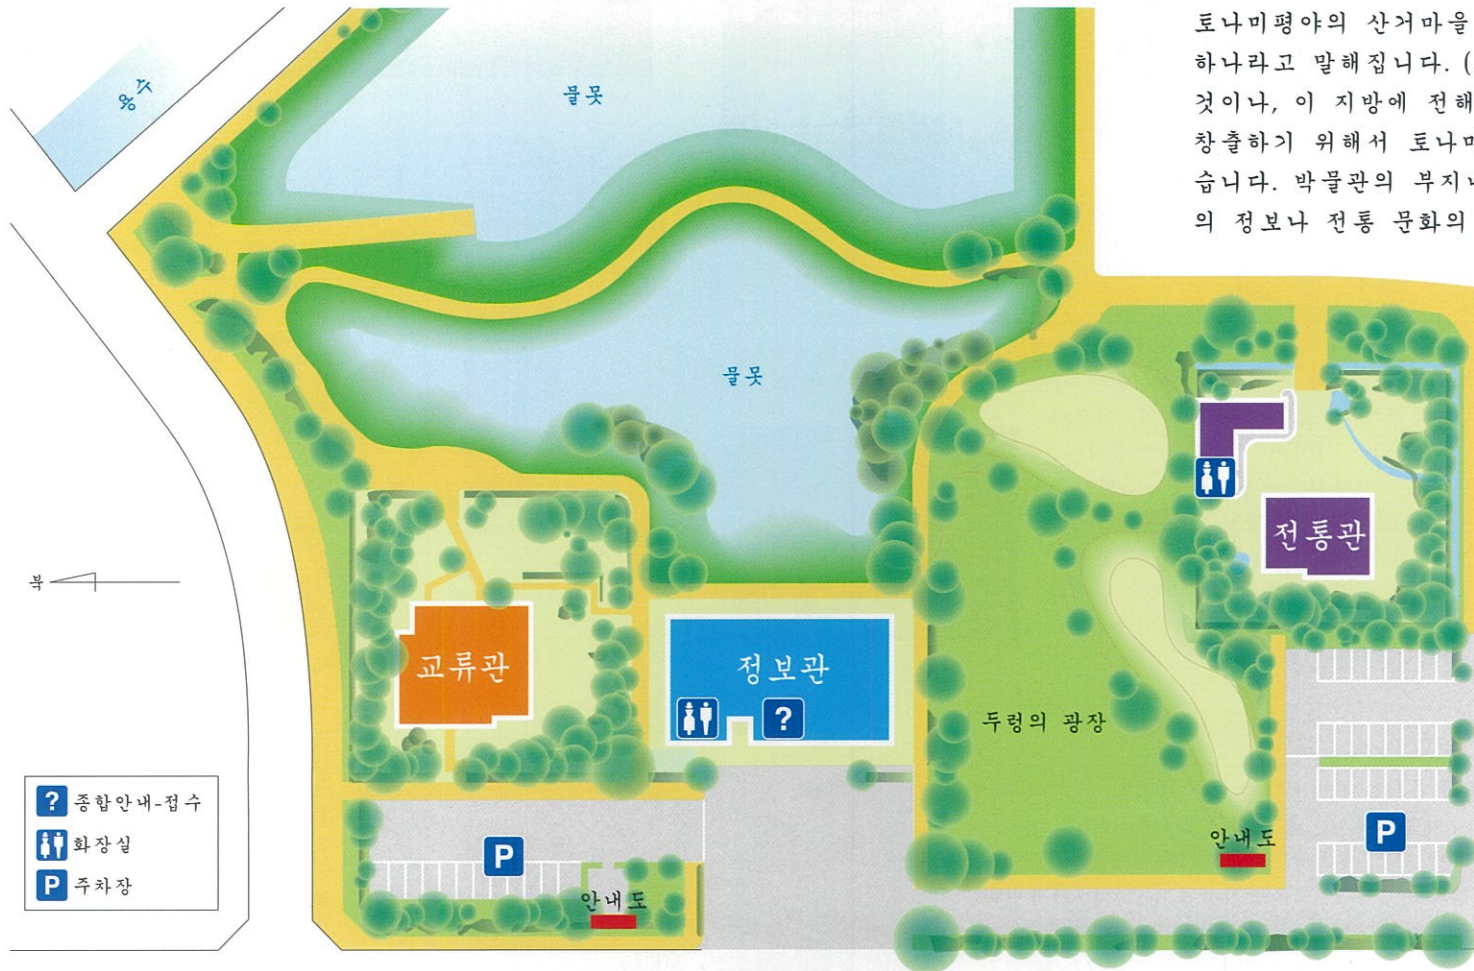 토나미평야의 산거마을
하나라고 말해집니다. (
것이나, 이 지방에 전해
창출하기 위해서 토나미
습니다. 박물관의 부지
의 정보나 전통 문화의
용수
물못
물못
전통관
북
교류관
정보관
?
두렁의 광장
? 종합안내-접수
화장실
P 주차장
P
안내도
안내도
P